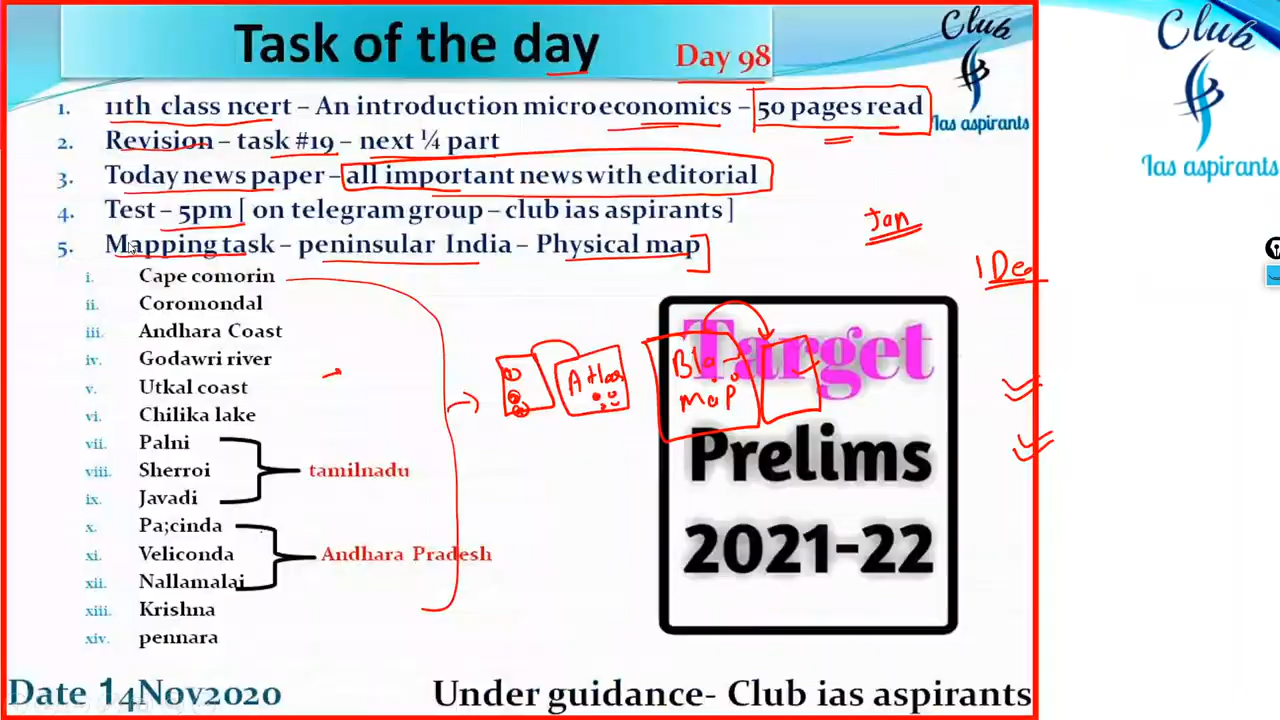 Task of the day
Day 98
Club
Ias aspirants
Club
Ias aspirants
1. 11th class ncert – An introduction microeconomics – 50 pages read
2. Revision – task #19 – next ¼ part
3. Today news paper – all important news with editorial
4. Test – 5pm [ on telegram group – club ias aspirants ]
5. Mapping task – peninsular India – Physical map
Jan
i. Cape comorin
ii. Coromondal
iii. Andhara Coast
iv. Godawri river
v. Utkal coast
vi. Chilika lake
vii. Palni
viii. Sherroi
ix. Javadi
tamilnadu
x. Pa;cinda
xi. Veliconda
xii. Nallamalai
Andhara Pradesh
xiii. Krishna
xiv. pennara
1 Dec
Atlas
map
Target
Prelims
2021-22
Date 14Nov2020
Under guidance- Club ias aspirants